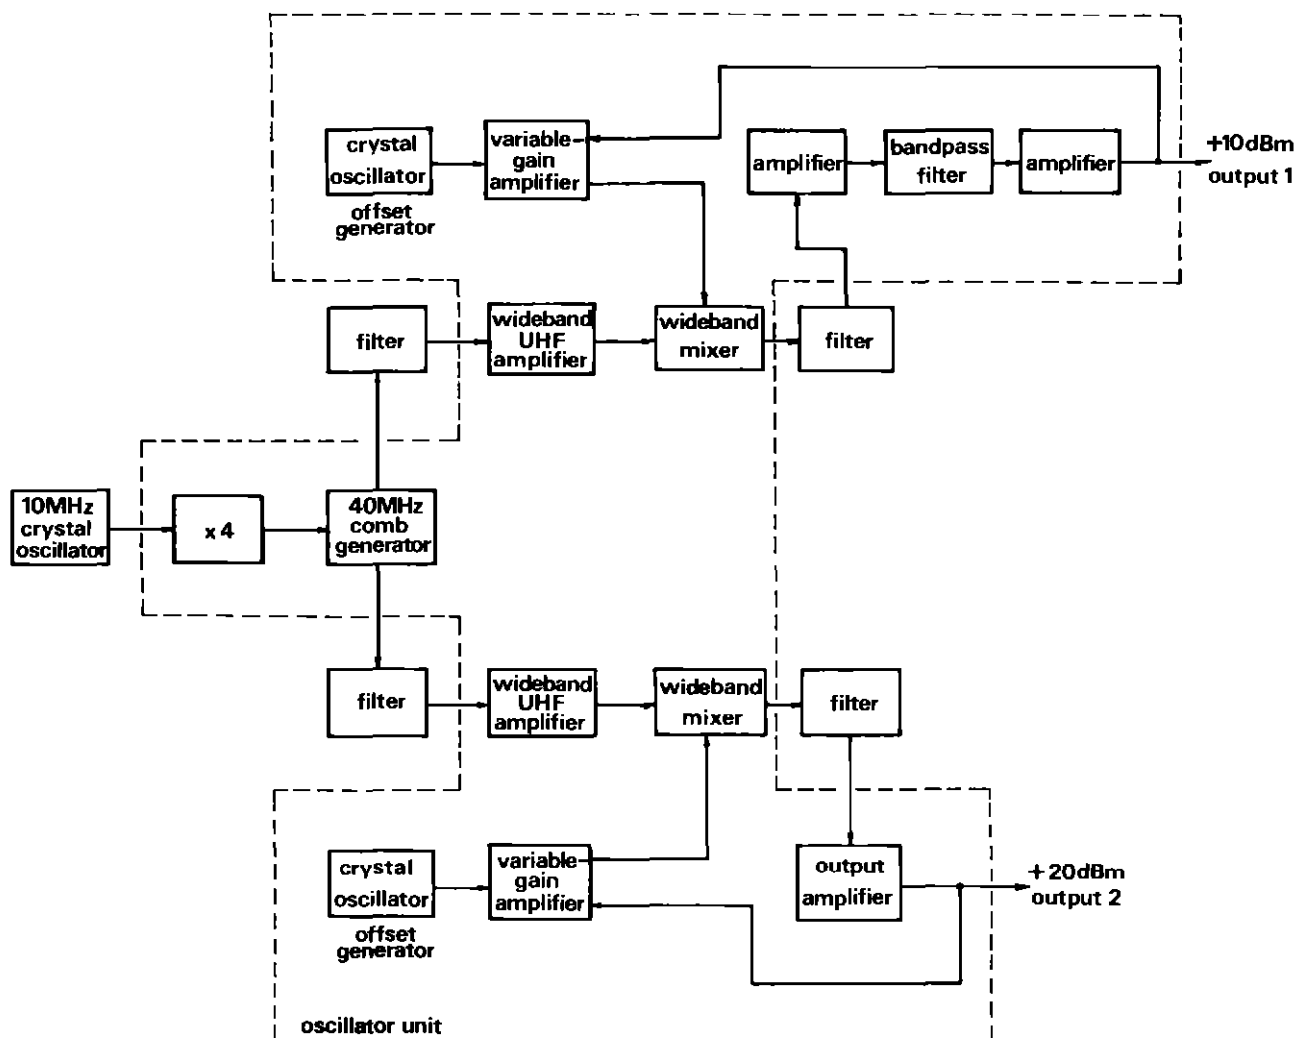 crystal
oscillator
offset
generator
variable-
gain
amplifier
amplifier
bandpass
filter
amplifier
+10dBm
output 1
filter
wideband
UHF
amplifier
wideband
mixer
filter
10MHz
crystal
oscillator
x 4
40MHz
comb
generator
filter
wideband
UHF
amplifier
wideband
mixer
filter
crystal
oscillator
offset
generator
variable-
gain
amplifier
output
amplifier
+20dBm
output 2
oscillator unit